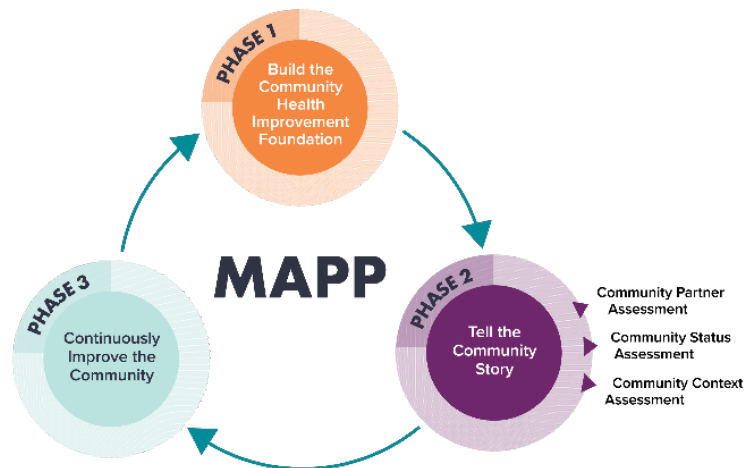 PHASE 1
Build the
Community
Health
Improvement
Foundation
MAPP
PHASE 2
Tell the
Community
Story
Community Partner
Assessment
Community Status
Assessment
Community Context
Assessment
PHASE 3
Continuously
Improve the
Community